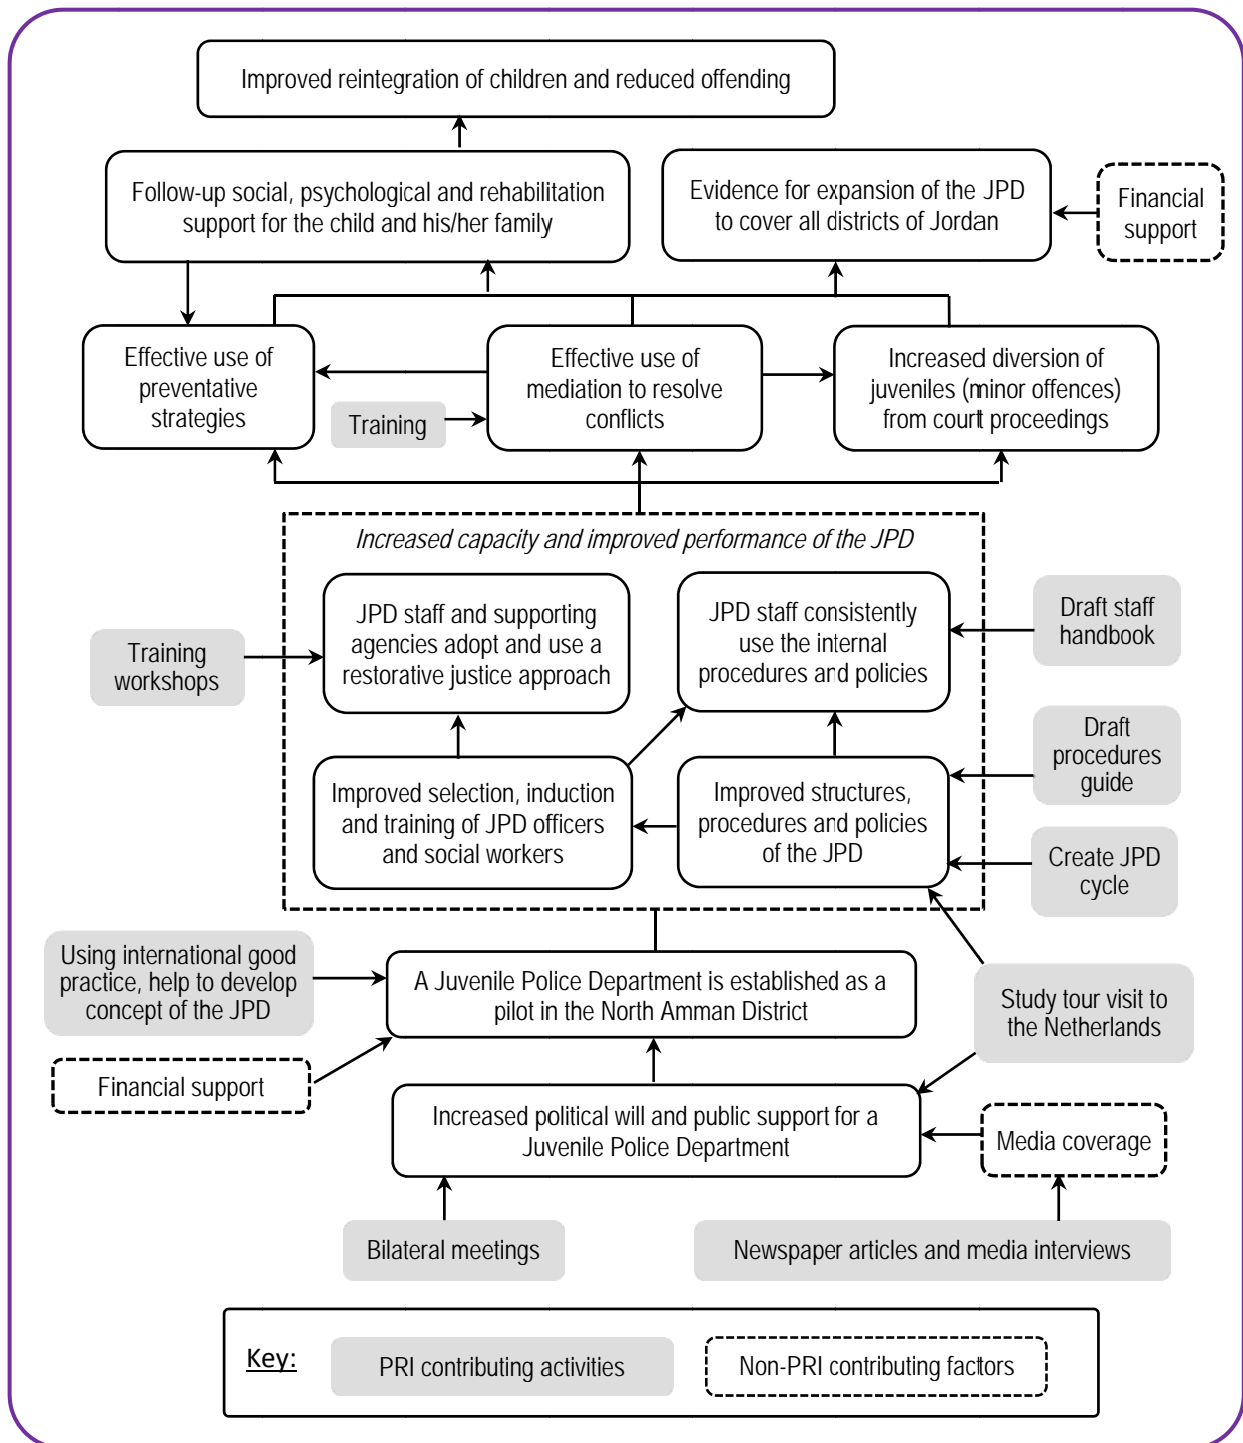 Improved reintegration of children and reduced offending
Follow-up social, psychological and rehabilitation
support for the child and his/her family
Evidence for expansion of the JPD
to cover all districts of Jordan
Financial
support
Effective use of
preventative
strategies
Training
Effective use of
mediation to resolve
conflicts
Increased diversion of
juveniles (minor offences)
from court proceedings
Increased capacity and improved performance of the JPD
Training
workshops
JPD staff and supporting
agencies adopt and use a
restorative justice approach
JPD staff consistently
use the internal
procedures and policies
Draft staff
handbook
Improved selection, induction
and training of JPD officers
and social workers
Improved structures,
procedures and policies
of the JPD
Draft
procedures
guide
Create JPD
cycle
Using international good
practice, help to develop
concept of the JPD
A Juvenile Police Department is established as a
pilot in the North Amman District
Study tour visit to
the Netherlands
Financial support
Increased political will and public support for a
Juvenile Police Department
Media coverage
Bilateral meetings
Newspaper articles and media interviews
Key:
PRI contributing activities
Non-PRI contributing factors